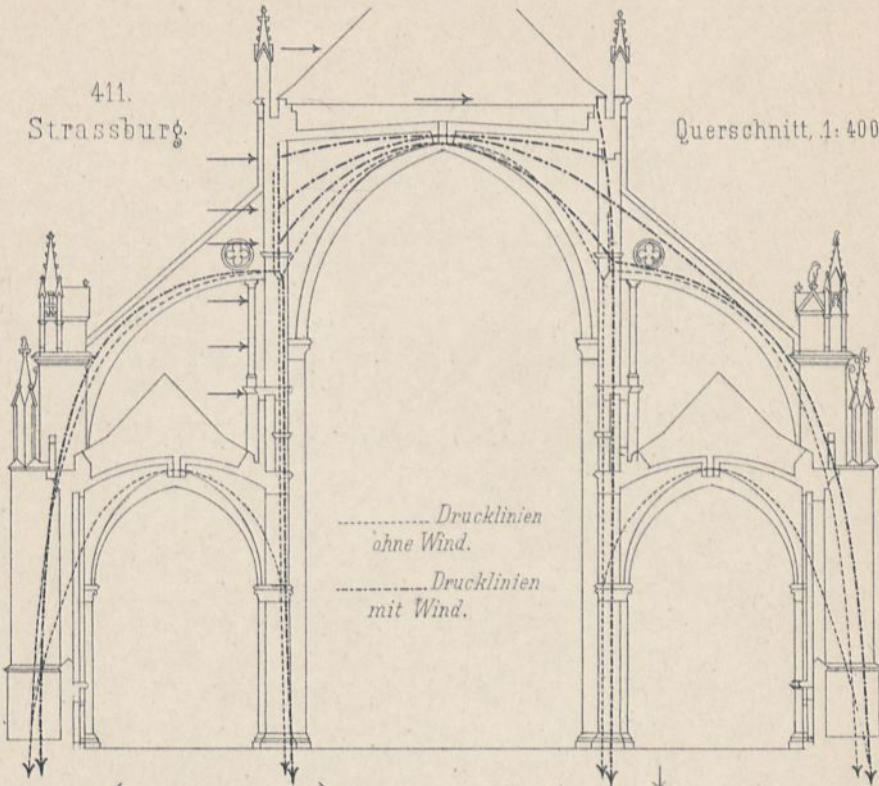 411.
Strassburg.
Querschnitt, 1:400
Drucklinien
ohne Wind.
Drucklinien
mit Wind.